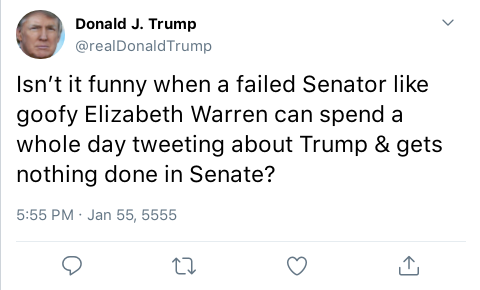 Donald J. Trump
@realDonaldTrump
Isn’t it funny when a failed Senator like
goofy Elizabeth Warren can spend a
whole day tweeting about Trump & gets
nothing done in Senate?
5:55 PM · Jan 55, 5555